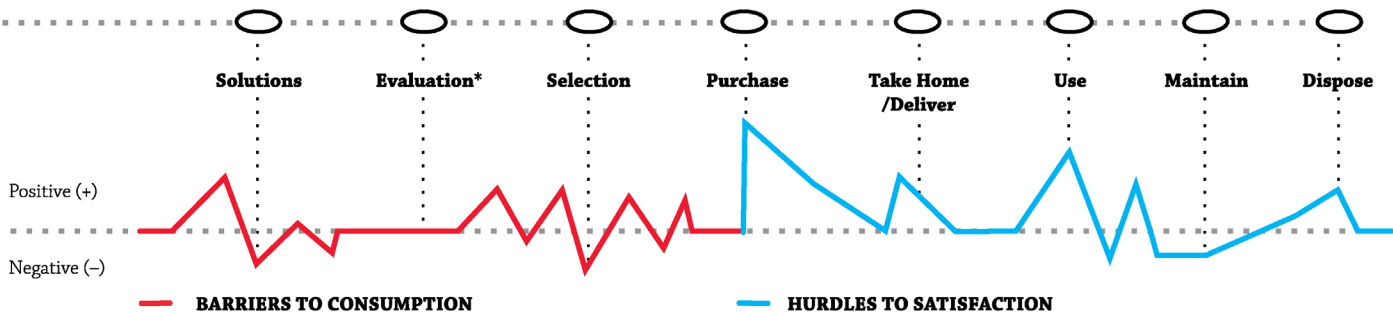 Solutions
Evaluation*
Selection
Purchase
Take Home
/Deliver
Use
Maintain
Dispose
Positive (+)
Negative (–)
BARRIERS TO CONSUMPTION
HURDLES TO SATISFACTION